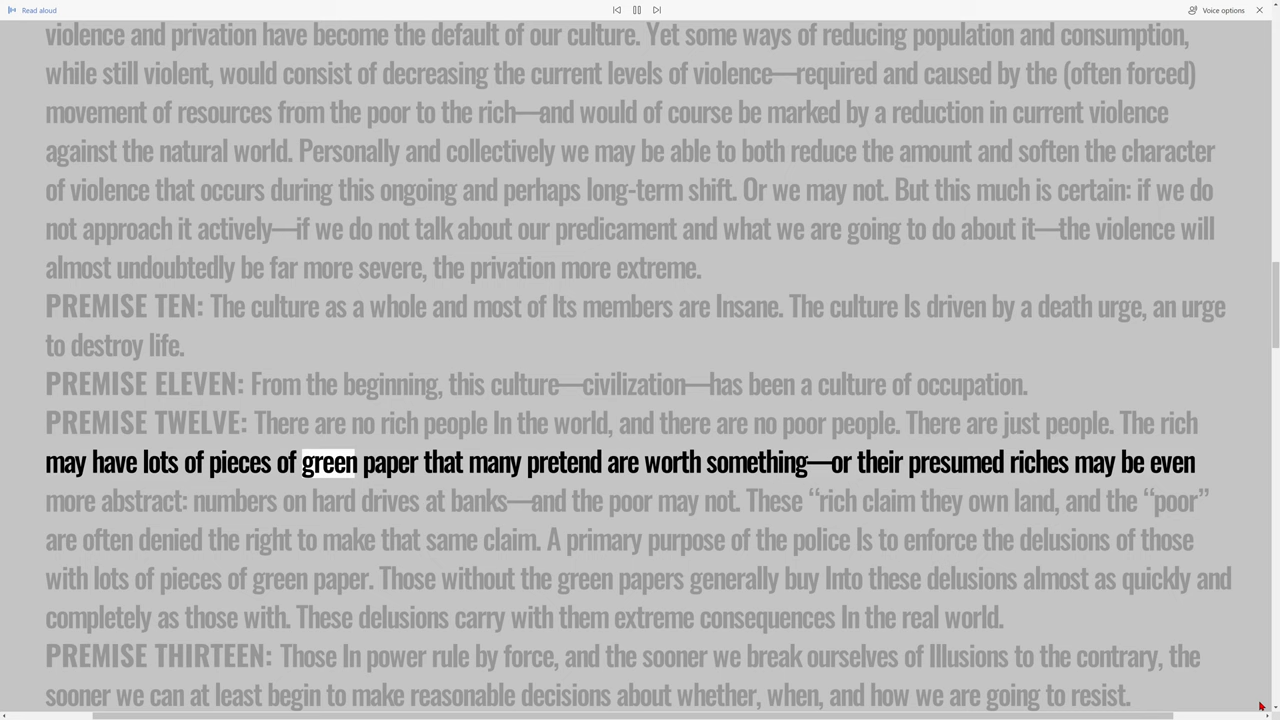 Read aloud
Voice options
violence and privation have become the default of our culture. Yet some ways of reducing population and consumption,
while still violent, would consist of decreasing the current levels of violence—required and caused by the (often forced)
movement of resources from the poor to the rich—and would of course be marked by a reduction in current violence
against the natural world. Personally and collectively we may be able to both reduce the amount and soften the character
of violence that occurs during this ongoing and perhaps long-term shift. Or we may not. But this much is certain: if we do
not approach it actively—if we do not talk about our predicament and what we are going to do about it—the violence will
almost undoubtedly be far more severe, the privation more extreme.
PREMISE TEN: The culture as a whole and most of Its members are Insane. The culture Is driven by a death urge, an urge
to destroy life.
PREMISE ELEVEN: From the beginning, this culture—civilization—has been a culture of occupation.
PREMISE TWELVE: There are no rich people In the world, and there are no poor people. There are just people. The rich
may have lots of pieces of green paper that many pretend are worth something—or their presumed riches may be even
more abstract: numbers on hard drives at banks—and the poor may not. These “rich claim they own land, and the “poor”
are often denied the right to make that same claim. A primary purpose of the police Is to enforce the delusions of those
with lots of pieces of green paper. Those without the green papers generally buy Into these delusions almost as quickly and
completely as those with. These delusions carry with them extreme consequences In the real world.
PREMISE THIRTEEN: Those In power rule by force, and the sooner we break ourselves of Illusions to the contrary, the
sooner we can at least begin to make reasonable decisions about whether, when, and how we are going to resist.